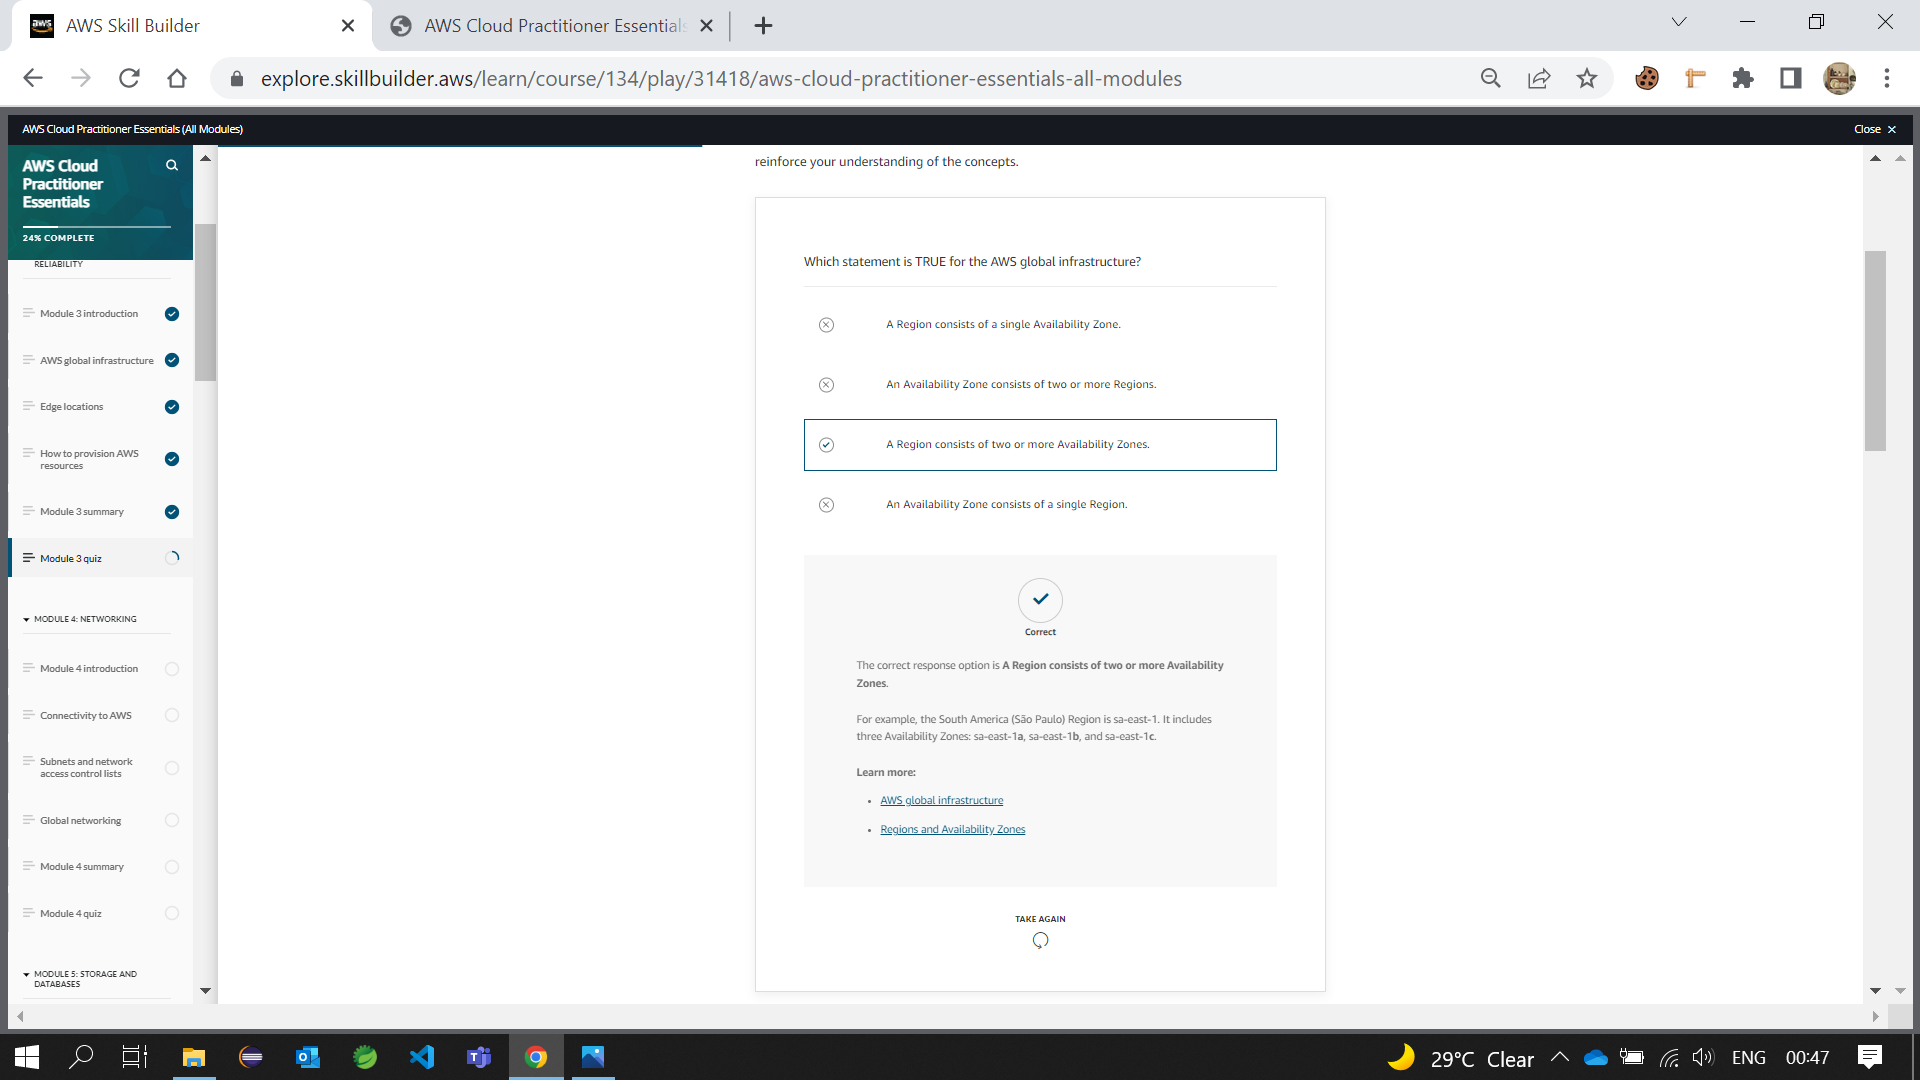 AWS Skill Builder
AWS Cloud Practitioner Essentials
explore.skillbuilder.aws/learn/course/134/play/31418/aws-cloud-practitioner-essentials-all-modules
AWS Cloud Practitioner Essentials (All Modules)
Close
AWS Cloud
Practitioner
Essentials
24% COMPLETE
RELIABILITY
Module 3 introduction
AWS global infrastructure
Edge locations
How to provision AWS
resources
Module 3 summary
Module 3 quiz
MODULE 4: NETWORKING
Module 4 introduction
Connectivity to AWS
Subnets and network
access control lists
Global networking
Module 4 summary
Module 4 quiz
MODULE 5: STORAGE AND
DATABASES
reinforce your understanding of the concepts.
Which statement is TRUE for the AWS global infrastructure?
A Region consists of a single Availability Zone.
An Availability Zone consists of two or more Regions.
A Region consists of two or more Availability Zones.
An Availability Zone consists of a single Region.
Correct
The correct response option is A Region consists of two or more Availability
Zones.
For example, the South America (São Paulo) Region is sa-east-1. It includes
three Availability Zones: sa-east-1a, sa-east-1b, and sa-east-1c.
Learn more:
AWS global infrastructure
Regions and Availability Zones
TAKE AGAIN
29°C Clear
ENG
00:47